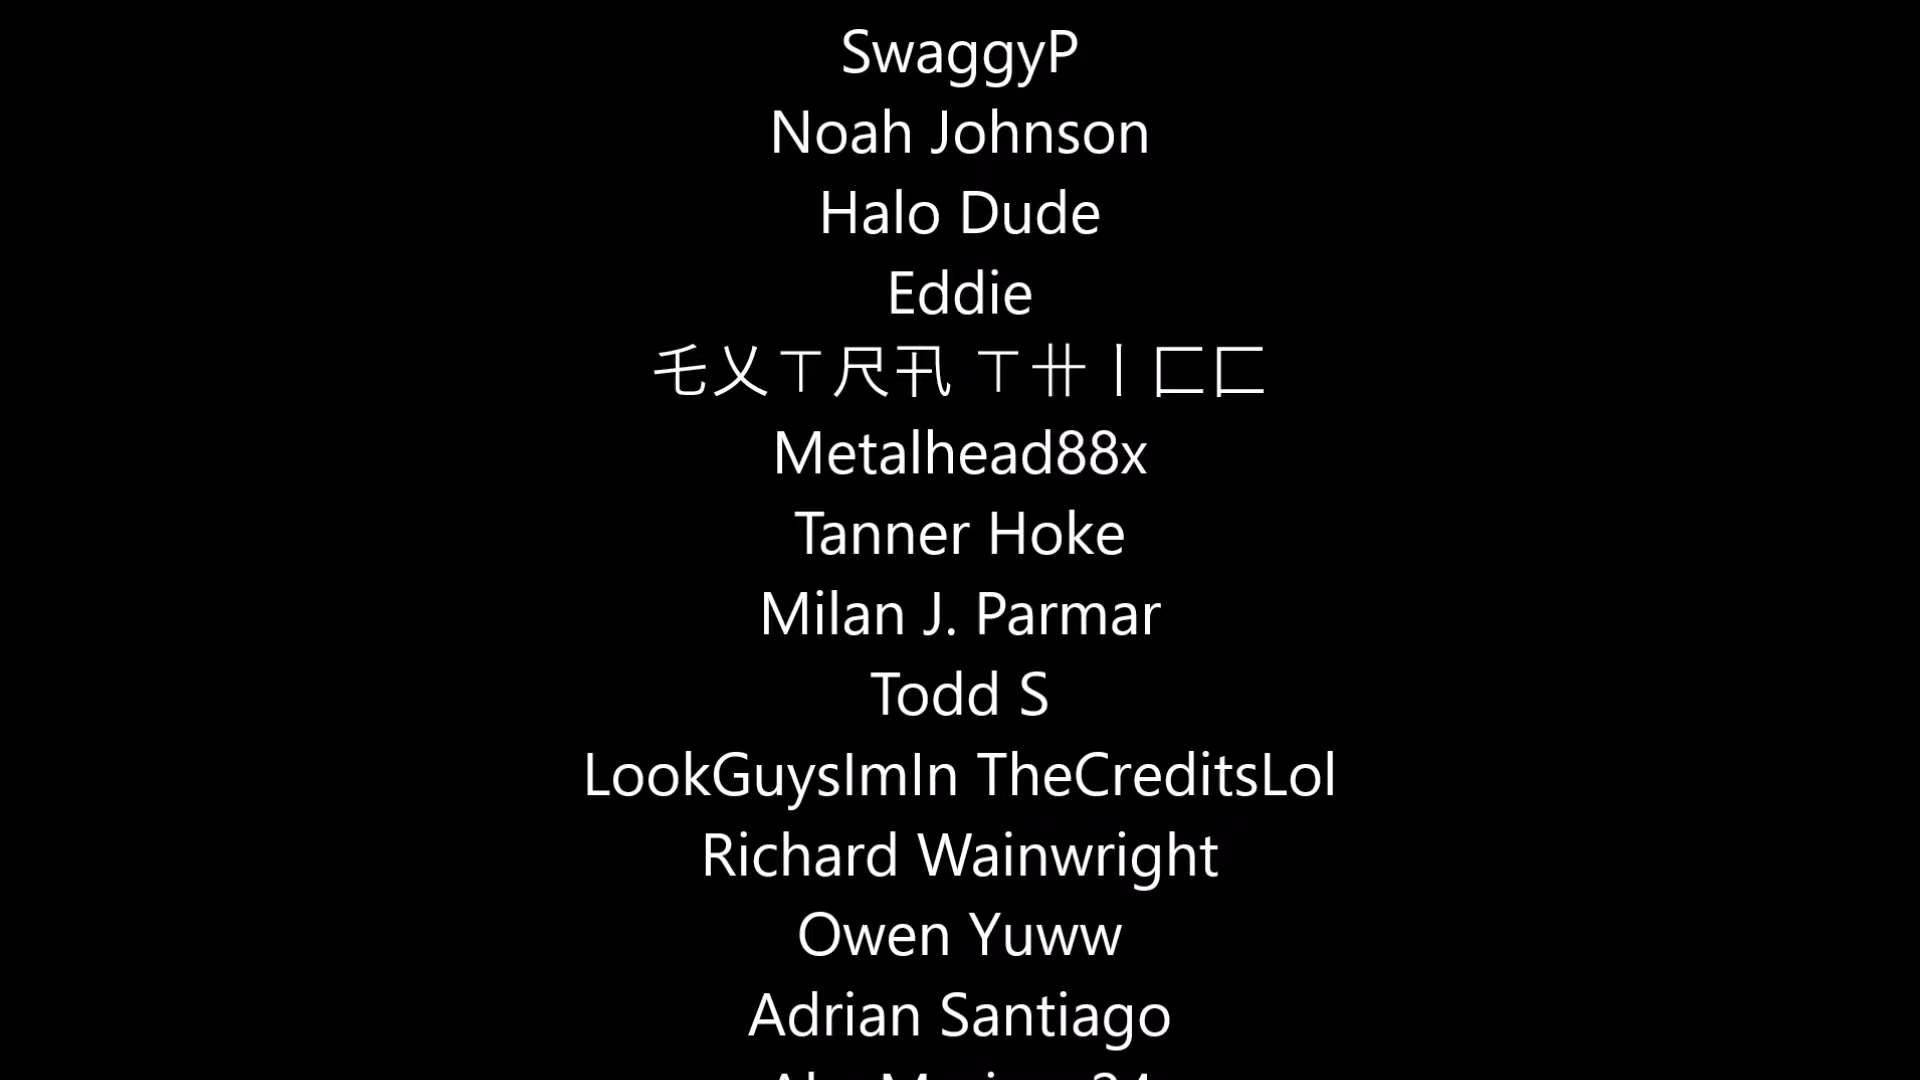 SwaggyP
Noah Johnson
Halo Dude
Eddie
乇乂ㄒ尺卂 ㄒ卄丨匚匚
Metalhead88x
Tanner Hoke
Milan J. Parmar
Todd S
LookGuysImIn TheCreditsLol
Richard Wainwright
Owen Yuww
Adrian Santiago